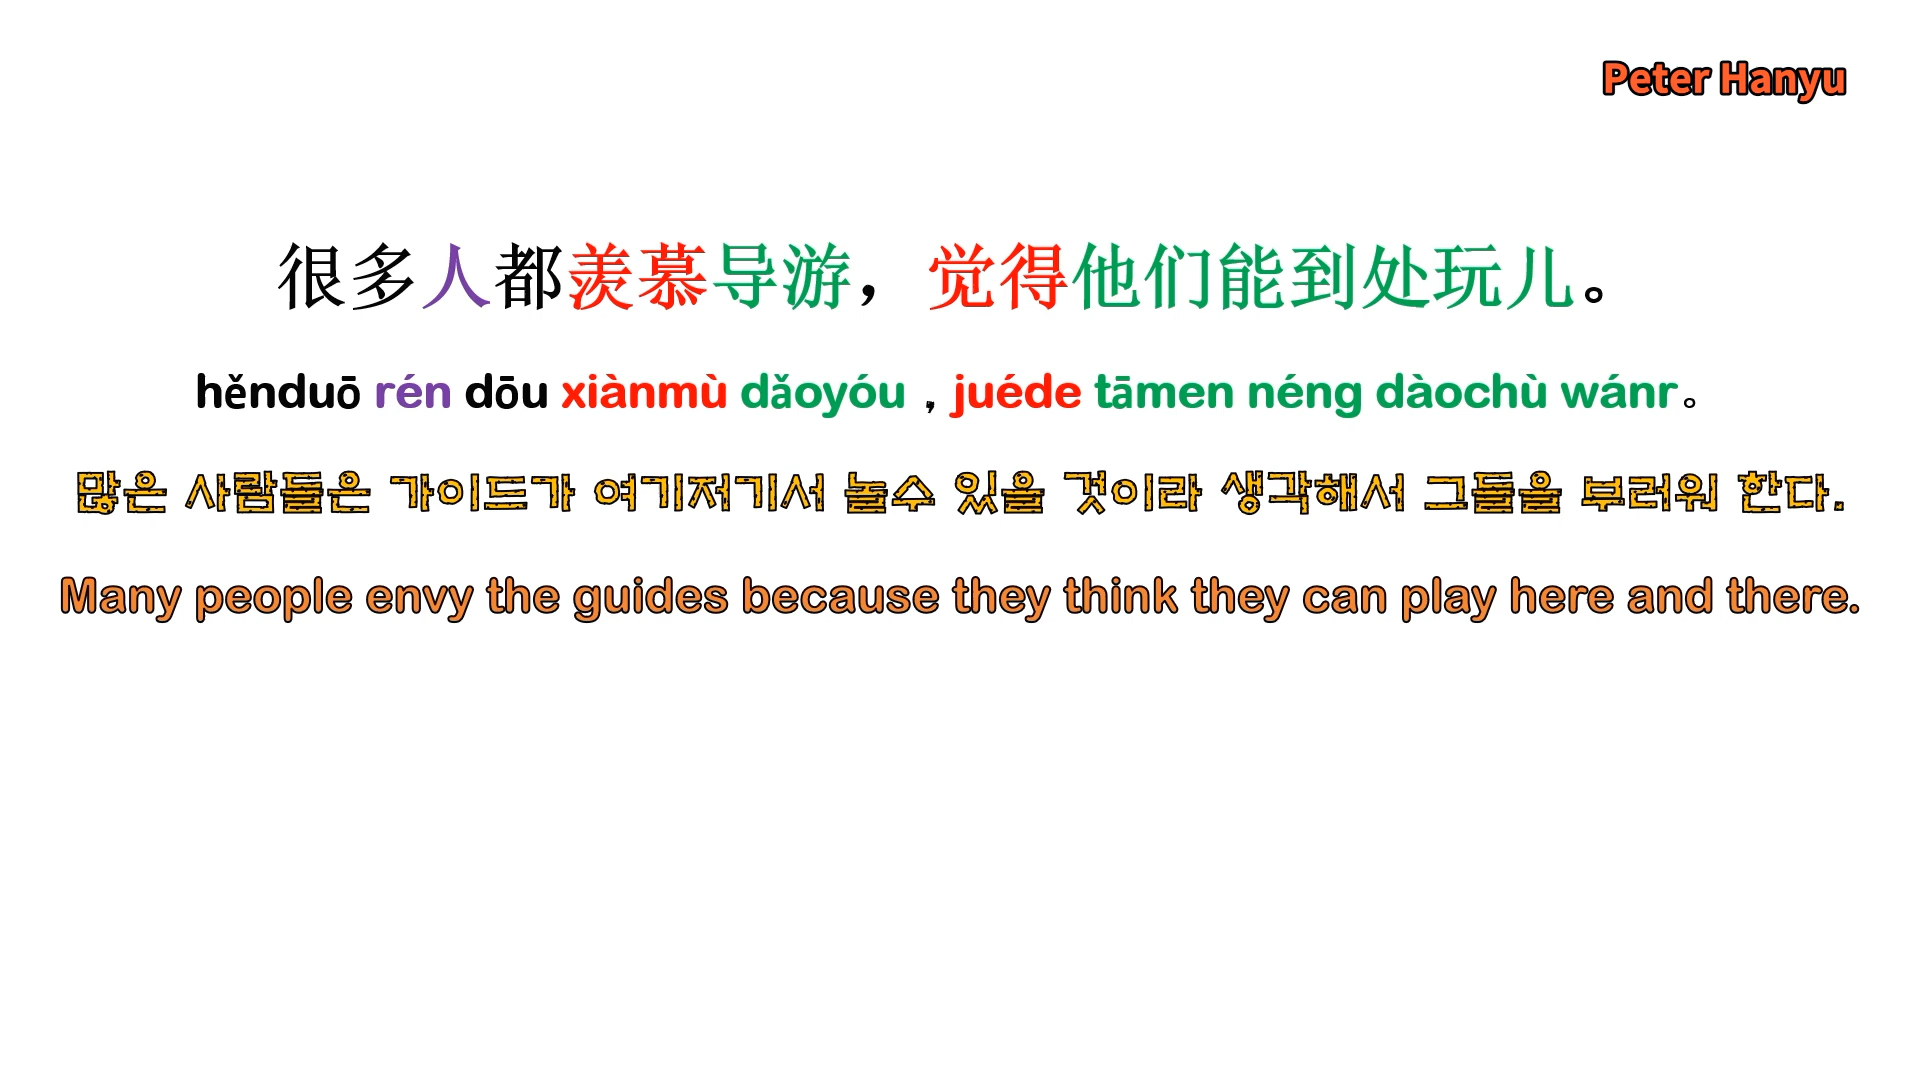 Peter Hanyu
很多人都羡慕导游，觉得他们能到处玩儿。
hěnduō rén dōu xiànmù dǎoyóu，juéde tāmen néng dàochù wánr。
많은 사람들은 가이드가 여기저기서 놀수 있을 것이라 생각해서 그들을 부러워 한다.
Many people envy the guides because they think they can play here and there.